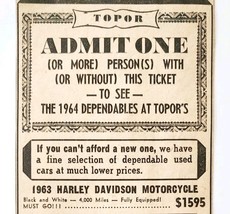 TOPOR
ADMIT ONE
(OR MORE) PERSON(S) WITH
(OR WITHOUT) THIS TICKET
— TO SEE —
THE 1964 DEPENDABLES AT TOPOR'S
If you can't afford a new one, we have
a fine selection of dependable used
cars at much lower prices.
1963 HARLEY DAVIDSON MOTORCYCLE
Black and White — 4,000 Miles — Fully Equipped!
MUST GO!!! $1595